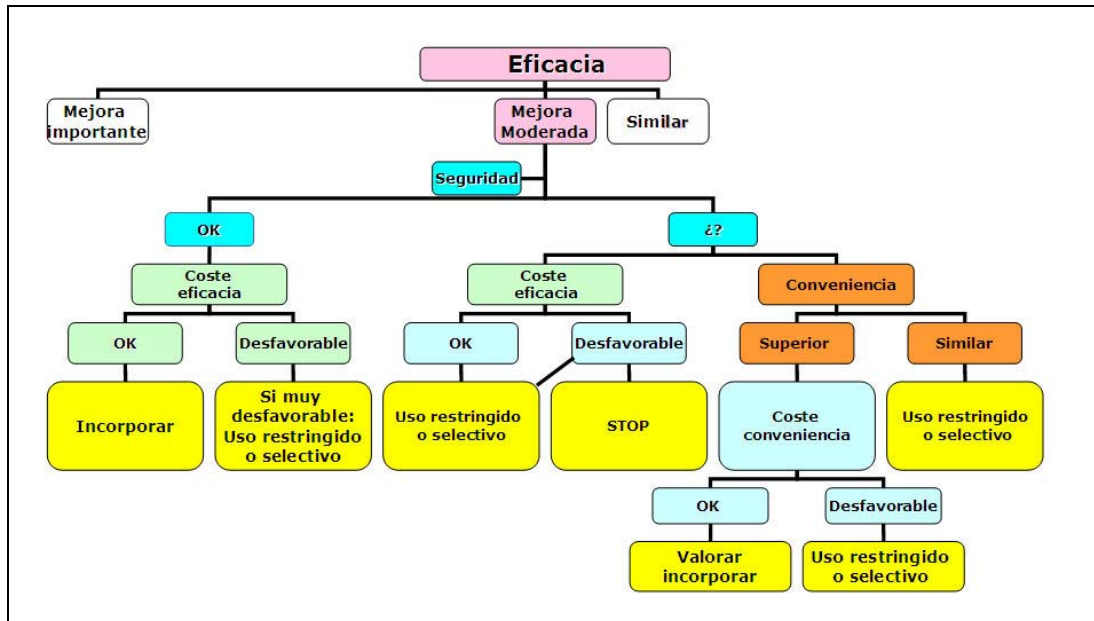 Eficacia
Mejora
importante
Mejora
Moderada
Similar
Seguridad
OK
¿?
Coste
eficacia
Coste
eficacia
Conveniencia
OK
Desfavorable
OK
Desfavorable
Superior
Similar
Incorporar
Si muy
desfavorable:
Uso restringido
o selectivo
Uso restringido
o selectivo
STOP
Coste
conveniencia
Uso restringido
o selectivo
OK
Desfavorable
Valorar
incorporar
Uso restringido
o selectivo